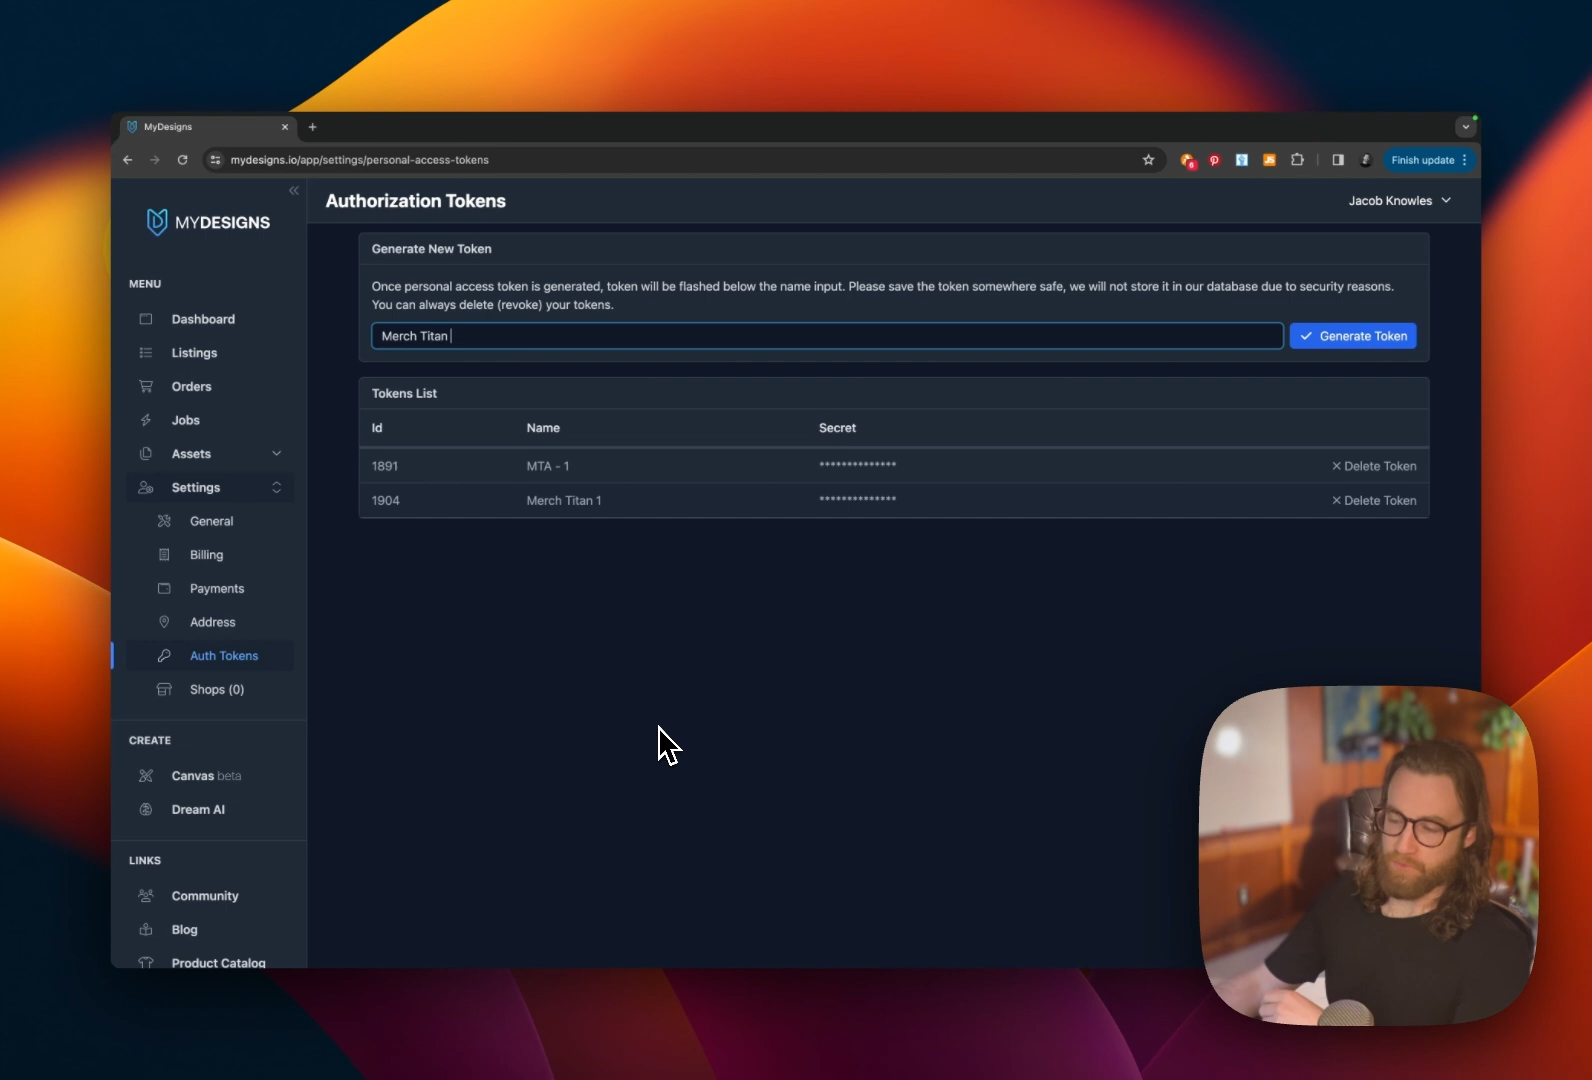 MyDesigns
mydesigns.io/app/settings/personal-access-tokens
6
Finish update
MYDESIGNS
Authorization Tokens
Jacob Knowles
MENU
Dashboard
Listings
Orders
Jobs
Assets
Settings
General
Billing
Payments
Address
Auth Tokens
Shops (0)
CREATE
Canvas beta
Dream AI
LINKS
Community
Blog
Product Catalog
Generate New Token
Once personal access token is generated, token will be flashed below the name input. Please save the token somewhere safe, we will not store it in our database due to security reasons.
You can always delete (revoke) your tokens.
Merch Titan
Generate Token
Tokens List
Id Name Secret
1891 MTA - 1 ************** Delete Token
1904 Merch Titan 1 ************** Delete Token